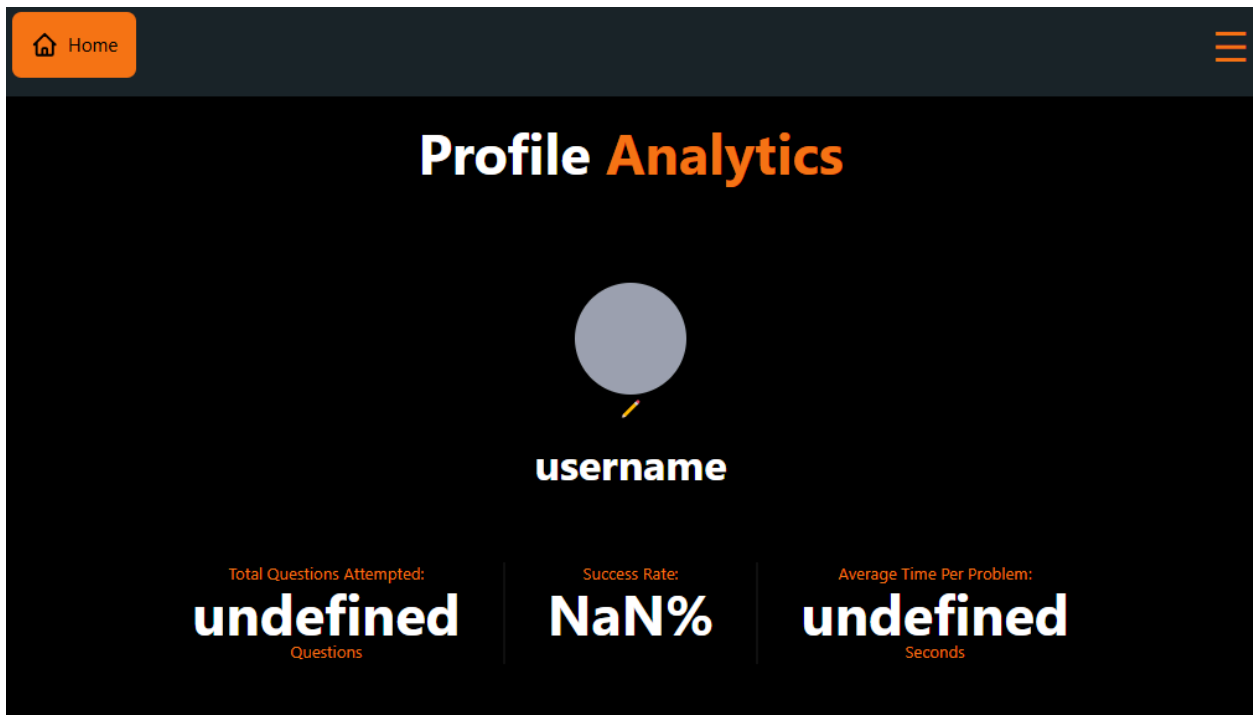 Home
Profile Analytics
username
Total Questions Attempted:
undefined
Questions
Success Rate:
NaN%
Average Time Per Problem:
undefined
Seconds